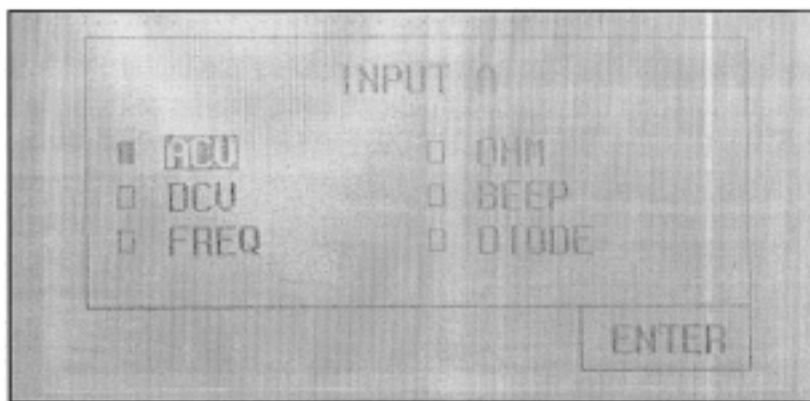 INPUT A
ACV
DCV
FREQ
OHM
BEEP
DIODE
ENTER